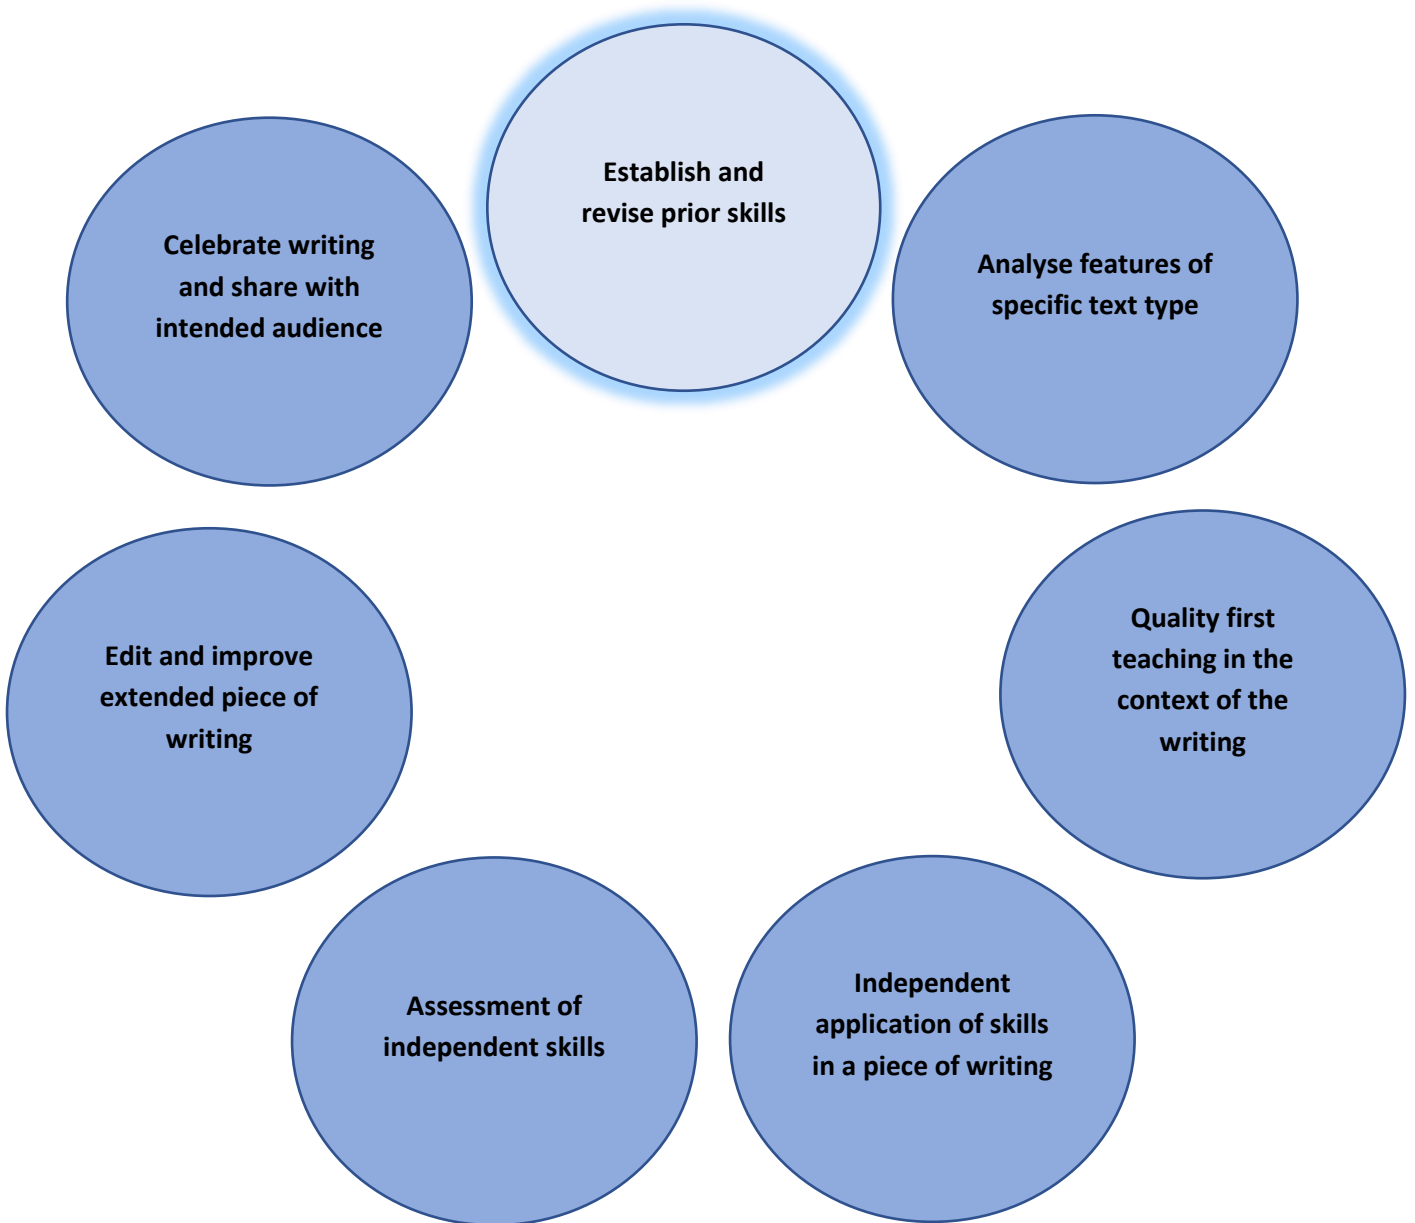 Establish and
revise prior skills
Analyse features of
specific text type
Quality first
teaching in the
context of the
writing
Independent
application of skills
in a piece of writing
Assessment of
independent skills
Edit and improve
extended piece of
writing
Celebrate writing
and share with
intended audience